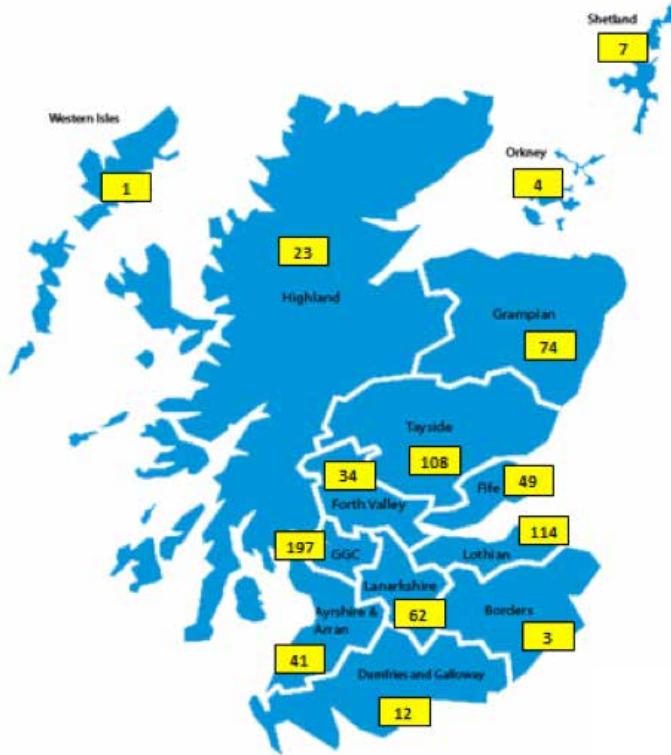 Shetland
7
Western Isles
1
Orkney
4
23
Highland
Grampian
74
Tayside
108
34
Forth Valley
49
Fife
197
GGC
114
Lothian
Lanarkshire
62
Ayrshire &
Arran
41
Borders
3
Dumfries and Galloway
12